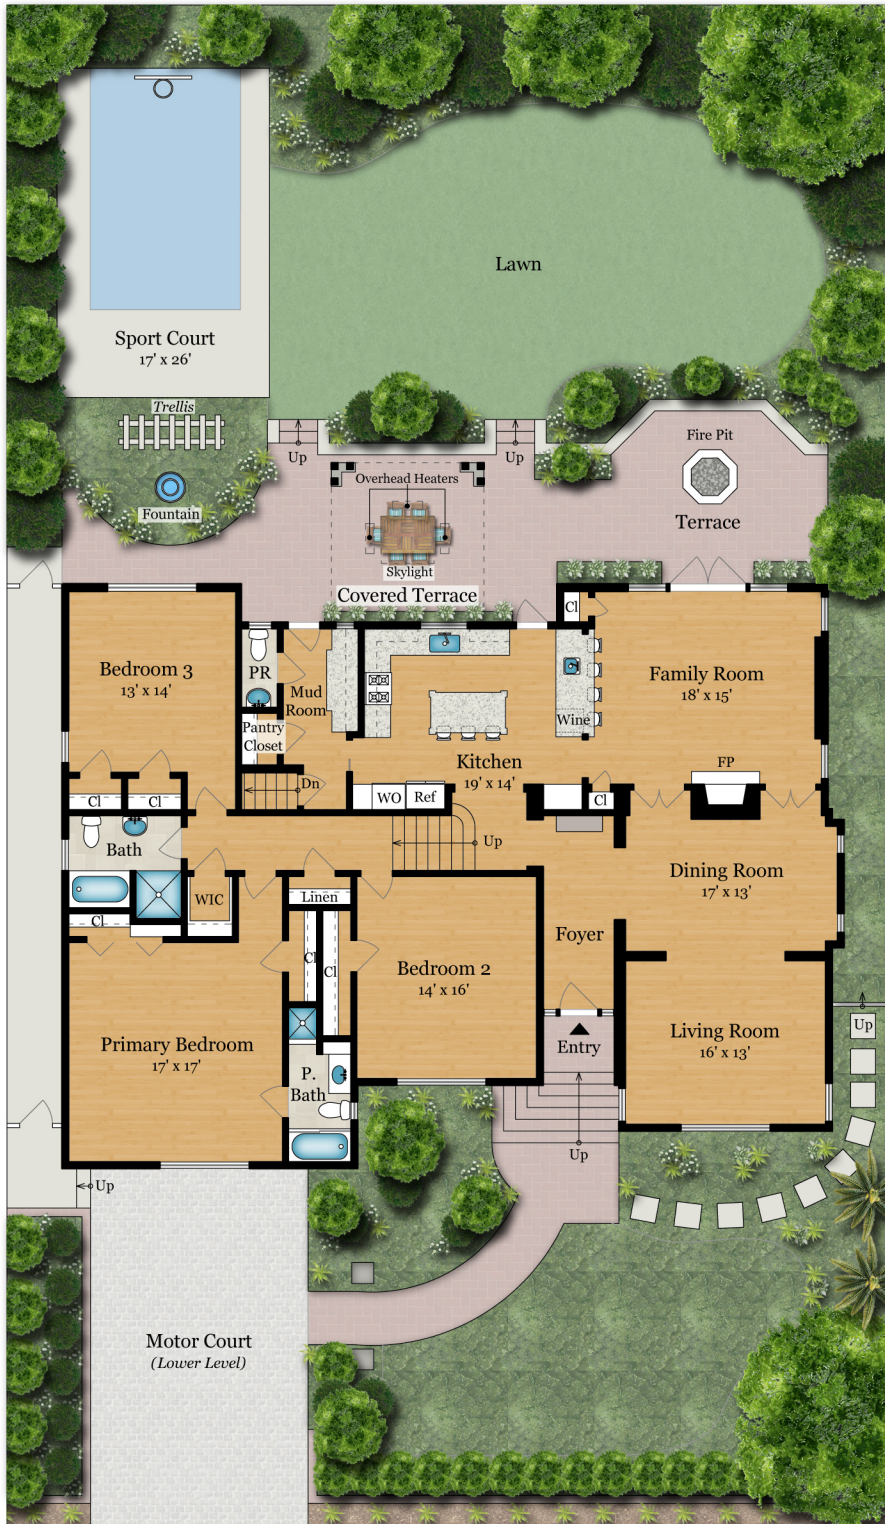 Lawn
Sport Court
17' x 26'
Trellis
Up
Up
Fire Pit
Overhead Heaters
Fountain
Terrace
Skylight
Covered Terrace
Cl
Bedroom 3
13' x 14'
PR
Mud
Room
Family Room
18' x 15'
Wine
Pantry
Closet
Kitchen
19' x 14'
FP
Dn
Cl
Cl
WO
Ref
Cl
Up
Bath
Dining Room
17' x 13'
WIC
Linen
Cl
Foyer
Cl
Cl
Bedroom 2
14' x 16'
Up
Living Room
16' x 13'
Primary Bedroom
17' x 17'
Entry
P.
Bath
Up
Up
Motor Court
(Lower Level)